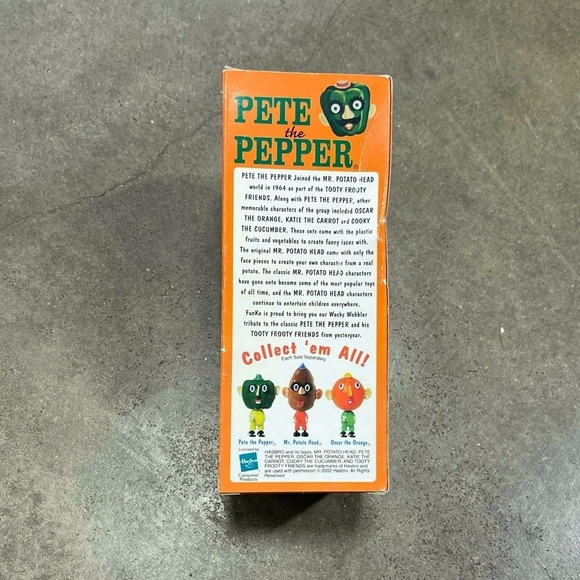 PETE
the
PEPPER
PETE THE PEPPER Joined the MR. POTATO HEAD
world in 1964 as part of the TOOTY FROOTY
FRIENDS. Along with PETE THE PEPPER, other
memorable characters of the group included OSCAR
THE ORANGE, KATIE THE CARROT and COOKY
THE CUCUMBER. These sets came with the plastic
fruits and vegetables to create funny faces with.
The original MR. POTATO HEAD came with only the
face pieces to create your own character from a real
potato. The classic MR. POTATO HEAD characters
have gone onto become some of the most popular toys
of all time, and the MR. POTATO HEAD characters
continue to entertain children everywhere.
FunKo is proud to bring you our Wacky Wobbler
tribute to the classic PETE THE PEPPER and his
TOOTY FROOTY FRIENDS from yesteryear.
Collect 'em All!
Each Sold Separately
Pete the Pepper Mr. Potato Head Oscar the Orange
Licensed by:
Hasbro
Consumer
Products
HASBRO and its logos, MR. POTATO HEAD, PETE
THE PEPPER, OSCAR THE ORANGE, KATIE THE
CARROT, COOKY THE CUCUMBER, AND TOOTY
FROOTY FRIENDS are trademarks of Hasbro and
are used with permission © 2002 Hasbro. All Rights
Reserved.